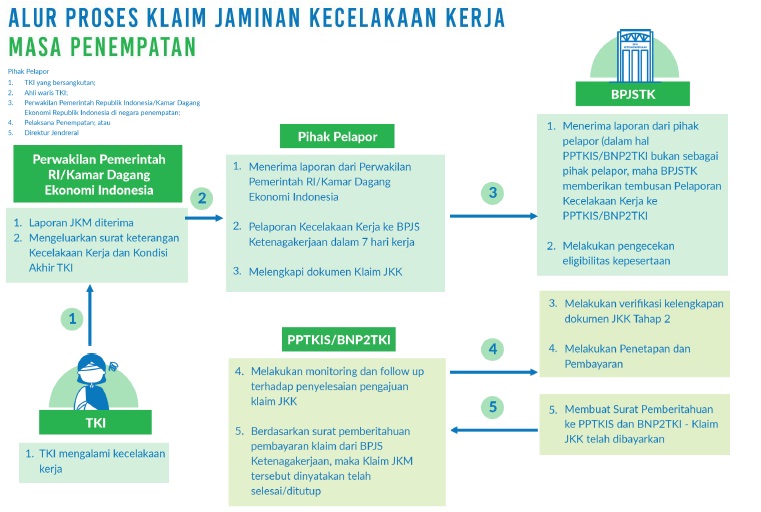 ALUR PROSES KLAIM JAMINAN KECELAKAAN KERJA
MASA PENEMPATAN
Pihak Pelapor
1. TKI yang bersangkutan;
2. Ahli waris TKI;
3. Perwakilan Pemerintah Republik Indonesia/Kamar Dagang
Ekonomi Republik Indonesia di negara penempatan;
4. Pelaksana Penempatan; atau
5. Direktur Jendreral
Perwakilan Pemerintah
RI/Kamar Dagang
Ekonomi Indonesia
1. Laporan JKM diterima
2. Mengeluarkan surat keterangan
Kecelakaan Kerja dan Kondisi
Akhir TKI
1
TKI
1. TKI mengalami kecelakaan
kerja
2
Pihak Pelapor
1. Menerima laporan dari Perwakilan
Pemerintah RI/Kamar Dagang
Ekonomi Indonesia
2. Pelaporan Kecelakaan Kerja ke BPJS
Ketenagakerjaan dalam 7 hari kerja
3. Melengkapi dokumen Klaim JKK
3
BPJSTK
1. Menerima laporan dari pihak
pelapor (dalam hal
PPTKIS/BNP2TKI bukan sebagai
pihak pelapor, maha BPJSTK
memberikan tembusan Pelaporan
Kecelakaan Kerja ke
PPTKIS/BNP2TKI
2. Melakukan pengecekan
eligibilitas kepesertaan
PPTKIS/BNP2TKI
4. Melakukan monitoring dan follow up
terhadap penyelesaian pengajuan
klaim JKK
5. Berdasarkan surat pemberitahuan
pembayaran klaim dari BPJS
Ketenagakerjaan, maka Klaim JKM
tersebut dinyatakan telah
selesai/ditutup
4
3. Melakukan verifikasi kelengkapan
dokumen JKK Tahap 2
4. Melakukan Penetapan dan
Pembayaran
5
5. Membuat Surat Pemberitahuan
ke PPTKIS dan BNP2TKI - Klaim
JKK telah dibayarkan